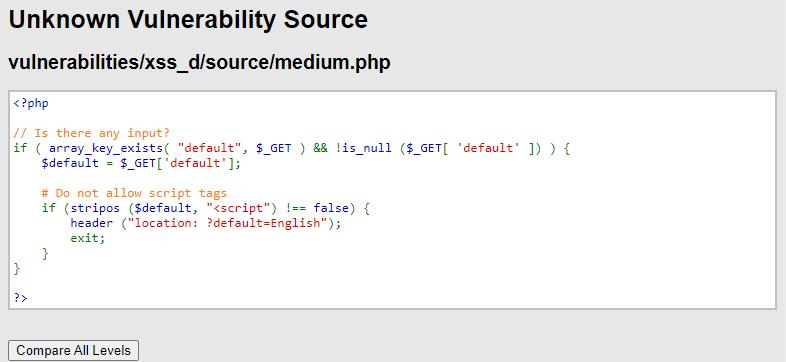 Unknown Vulnerability Source
vulnerabilities/xss_d/source/medium.php
<?php
// Is there any input?
if ( array_key_exists( "default", $_GET ) && !is_null ($_GET[ 'default' ]) ) {
    $default = $_GET['default'];
    # Do not allow script tags
    if (stripos ($default, "<script") !== false) {
        header ("location: ?default=English");
        exit;
    }
}
?>
Compare All Levels